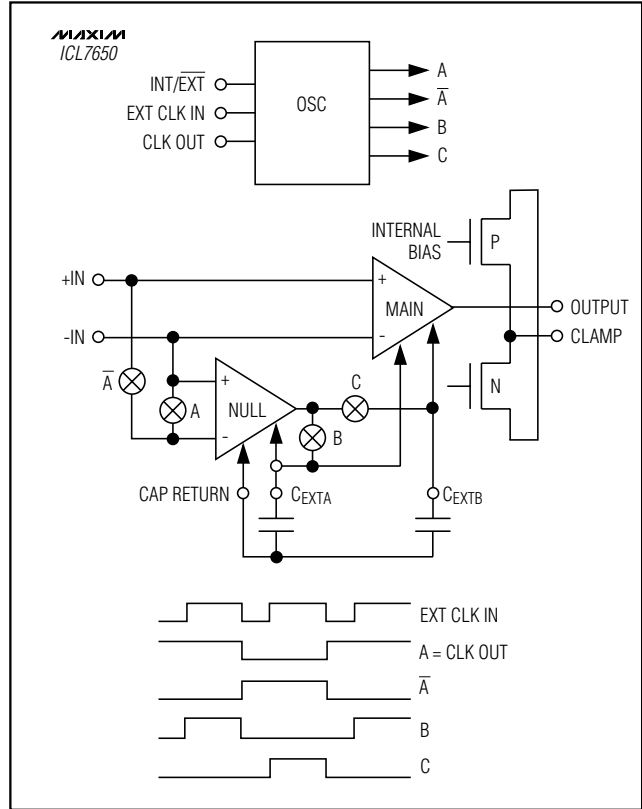 MAXIM
ICL7650
INT/E̅X̅T̅
EXT CLK IN
CLK OUT
OSC
A
A̅
B
C
INTERNAL
BIAS
P
+IN
-IN
+
-
MAIN
OUTPUT
CLAMP
N
A̅
A
+
-
NULL
C
B
CAP RETURN
CEXTA
CEXTB
EXT CLK IN
A = CLK OUT
A̅
B
C